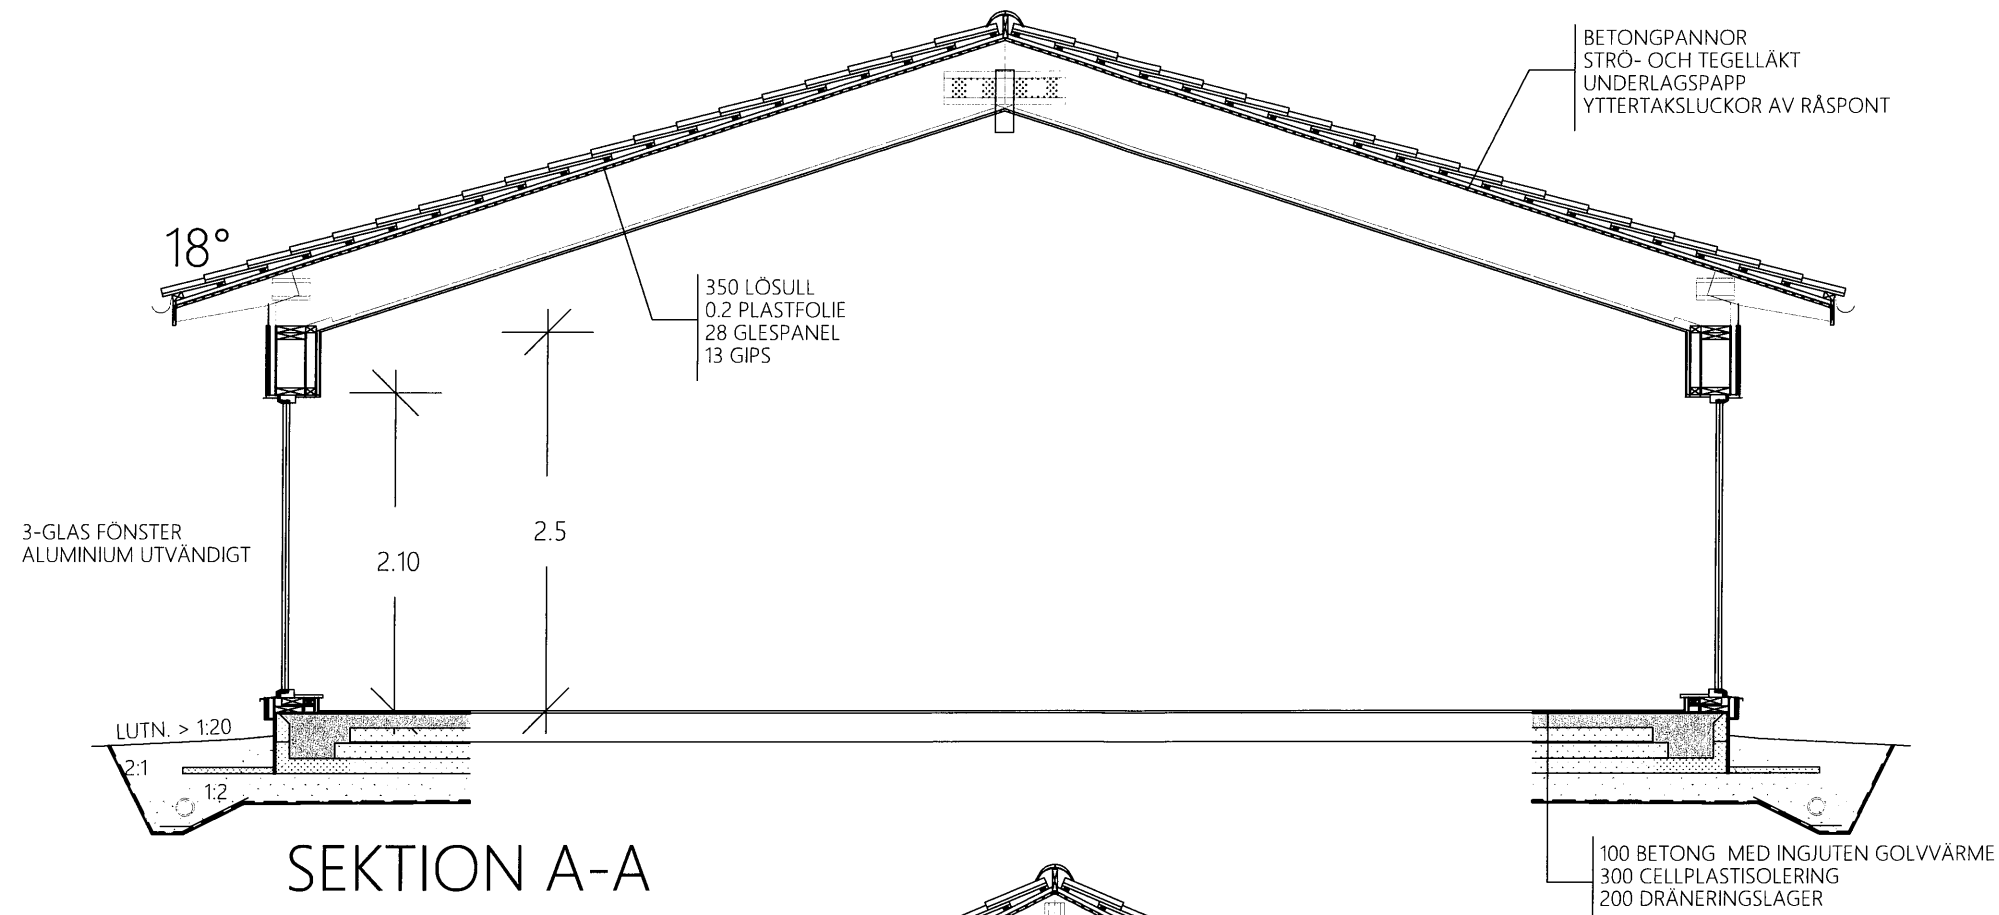 BETONGPANNOR
STRÖ- OCH TEGELLÄKT
UNDERLAGSPAPP
YTTERTAKSLUCKOR AV RÅSPONT
18°
350 LÖSULL
0.2 PLASTFOLIE
28 GLESPANEL
13 GIPS
3-GLAS FÖNSTER
ALUMINIUM UTVÄNDIGT
2.10
2.5
LUTN. > 1:20
2:1
1:2
SEKTION A-A
100 BETONG MED INGJUTEN GOLVVÄRME
300 CELLPLASTISOLERING
200 DRÄNERINGSLAGER